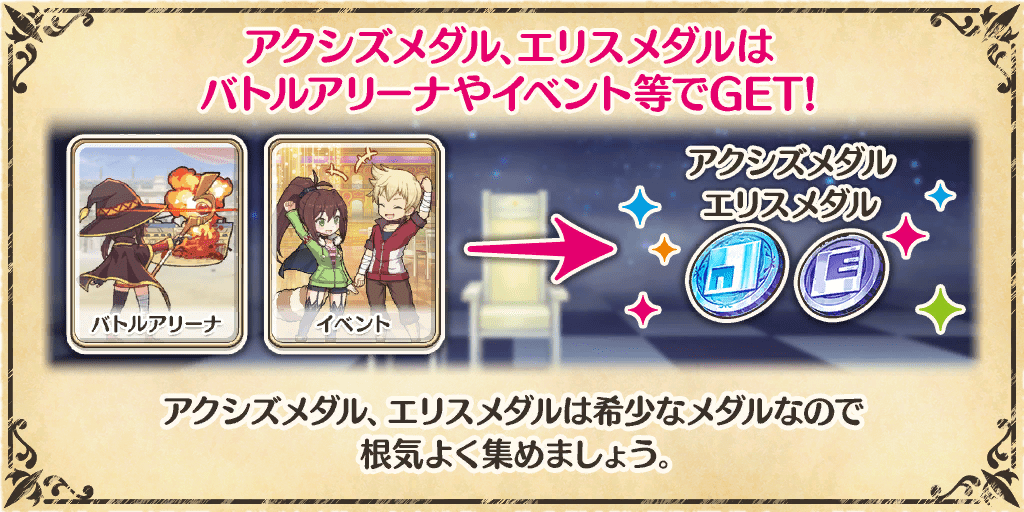 アクシズメダル、エリスメダルは
バトルアリーナやイベント等でGET!
バトルアリーナ
イベント
アクシズメダル
エリスメダル
アクシズメダル、エリスメダルは希少なメダルなので
根気よく集めましょう。